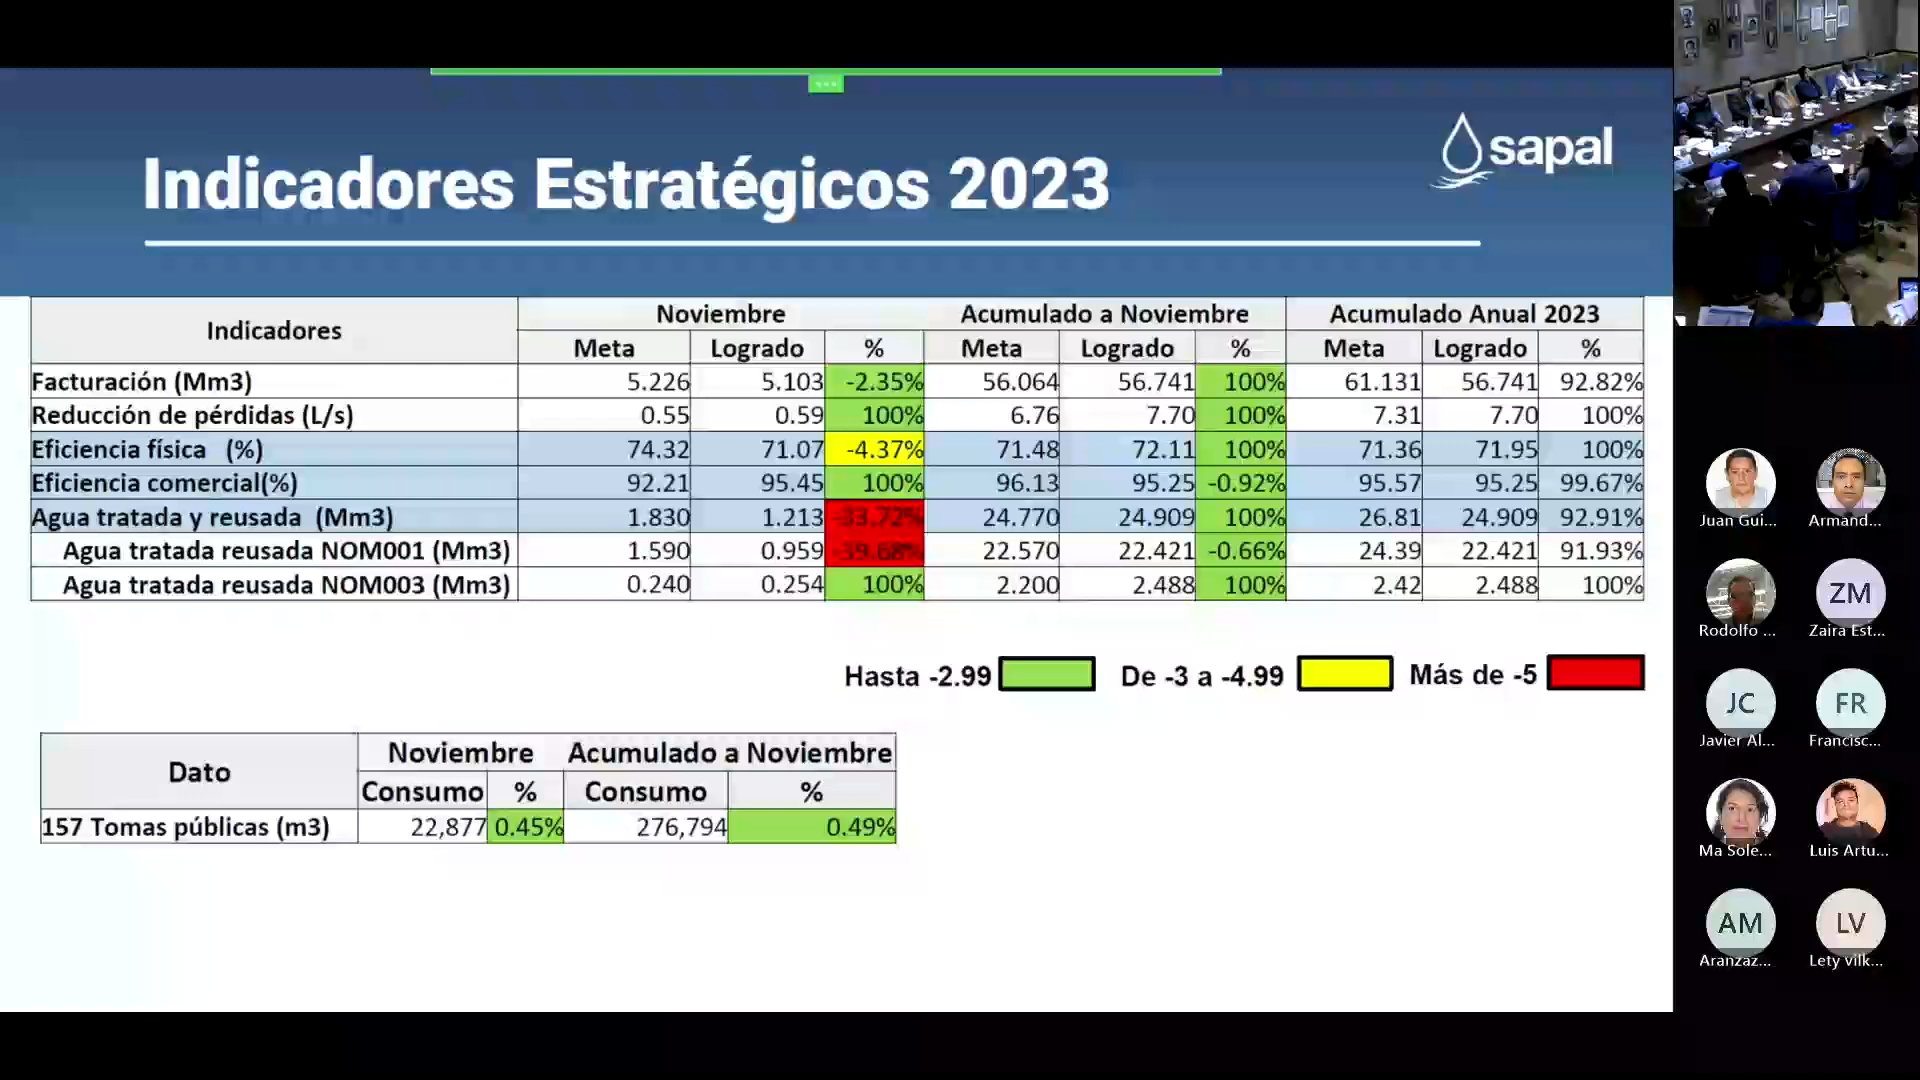 ...
sapal
Indicadores Estratégicos 2023
Indicadores Noviembre Acumulado a Noviembre Acumulado Anual 2023
Meta Logrado % Meta Logrado % Meta Logrado %
Facturación (Mm3) 5.226 5.103 -2.35% 56.064 56.741 100% 61.131 56.741 92.82%
Reducción de pérdidas (L/s) 0.55 0.59 100% 6.76 7.70 100% 7.31 7.70 100%
Eficiencia física (%) 74.32 71.07 -4.37% 71.48 72.11 100% 71.36 71.95 100%
Eficiencia comercial(%) 92.21 95.45 100% 96.13 95.25 -0.92% 95.57 95.25 99.67%
Agua tratada y reusada (Mm3) 1.830 1.213 -33.72% 24.770 24.909 100% 26.81 24.909 92.91%
Agua tratada reusada NOM001 (Mm3) 1.590 0.959 -39.68% 22.570 22.421 -0.66% 24.39 22.421 91.93%
Agua tratada reusada NOM003 (Mm3) 0.240 0.254 100% 2.200 2.488 100% 2.42 2.488 100%
Hasta -2.99 De -3 a -4.99 Más de -5
Dato Noviembre Acumulado a Noviembre
Consumo % Consumo %
157 Tomas públicas (m3) 22,877 0.45% 276,794 0.49%
Juan Gui... Armand...
ZM
Rodolfo ... Zaira Est...
JC FR
Javier Al... Francisc...
Ma Sole... Luis Artu...
AM LV
Aranzaz... Lety vilk...